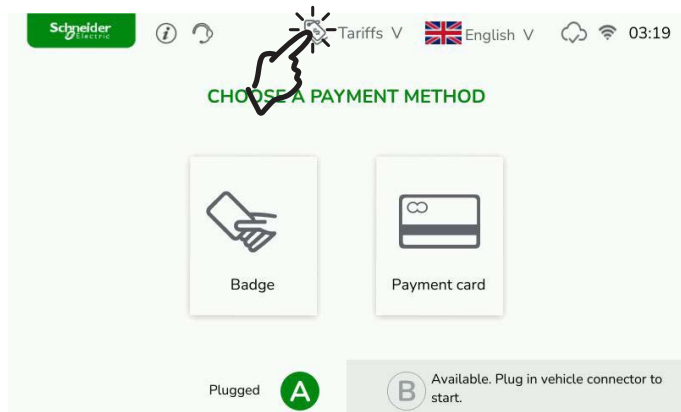 Schneider
Electric
i
Tariffs V
English V
03:19
CHOOSE A PAYMENT METHOD
Badge
Payment card
Plugged
A
B
Available. Plug in vehicle connector to
start.